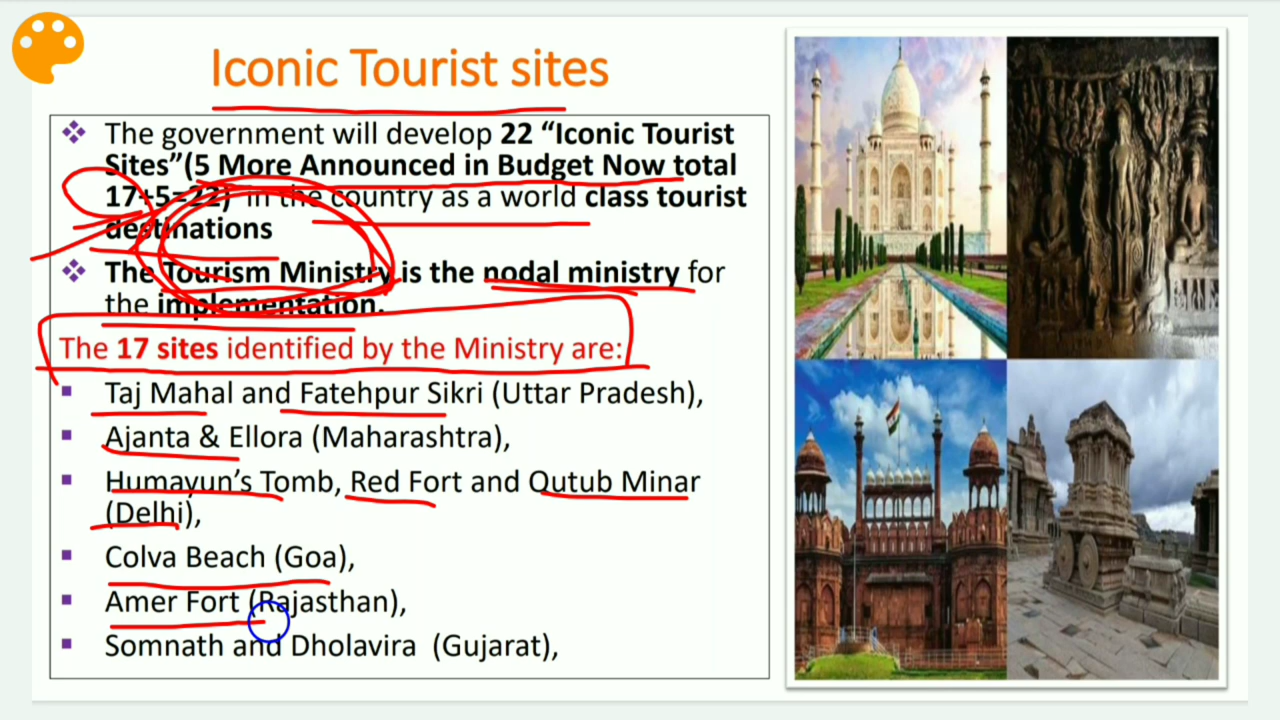 Iconic Tourist sites
The government will develop 22 “Iconic Tourist
Sites”(5 More Announced in Budget Now total
17+5=22) in the country as a world class tourist
destinations
The Tourism Ministry is the nodal ministry for
the implementation.
The 17 sites identified by the Ministry are:
Taj Mahal and Fatehpur Sikri (Uttar Pradesh),
Ajanta & Ellora (Maharashtra),
Humayun’s Tomb, Red Fort and Qutub Minar
(Delhi),
Colva Beach (Goa),
Amer Fort (Rajasthan),
Somnath and Dholavira (Gujarat),